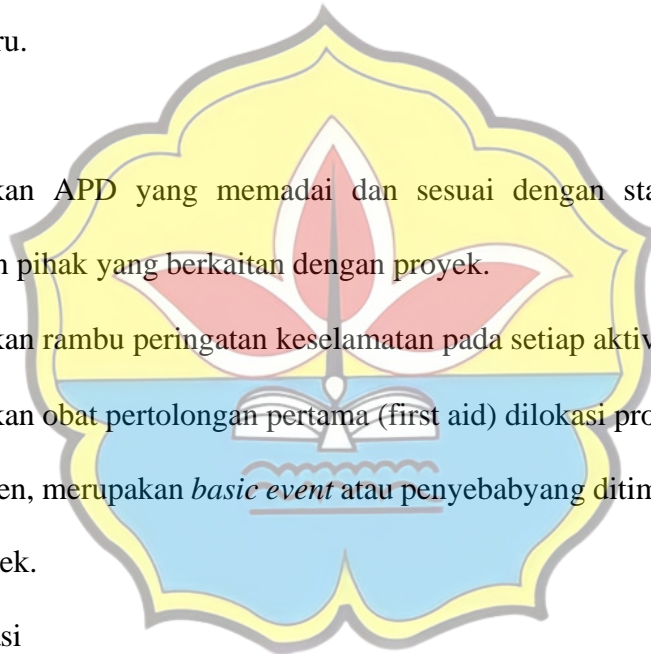 ru.
kan APD yang memadai dan sesuai dengan sta
n pihak yang berkaitan dengan proyek.
kan rambu peringatan keselamatan pada setiap aktiv
kan obat pertolongan pertama (first aid) dilokasi pro
en, merupakan basic event atau penyebabyang ditim
ek.
si